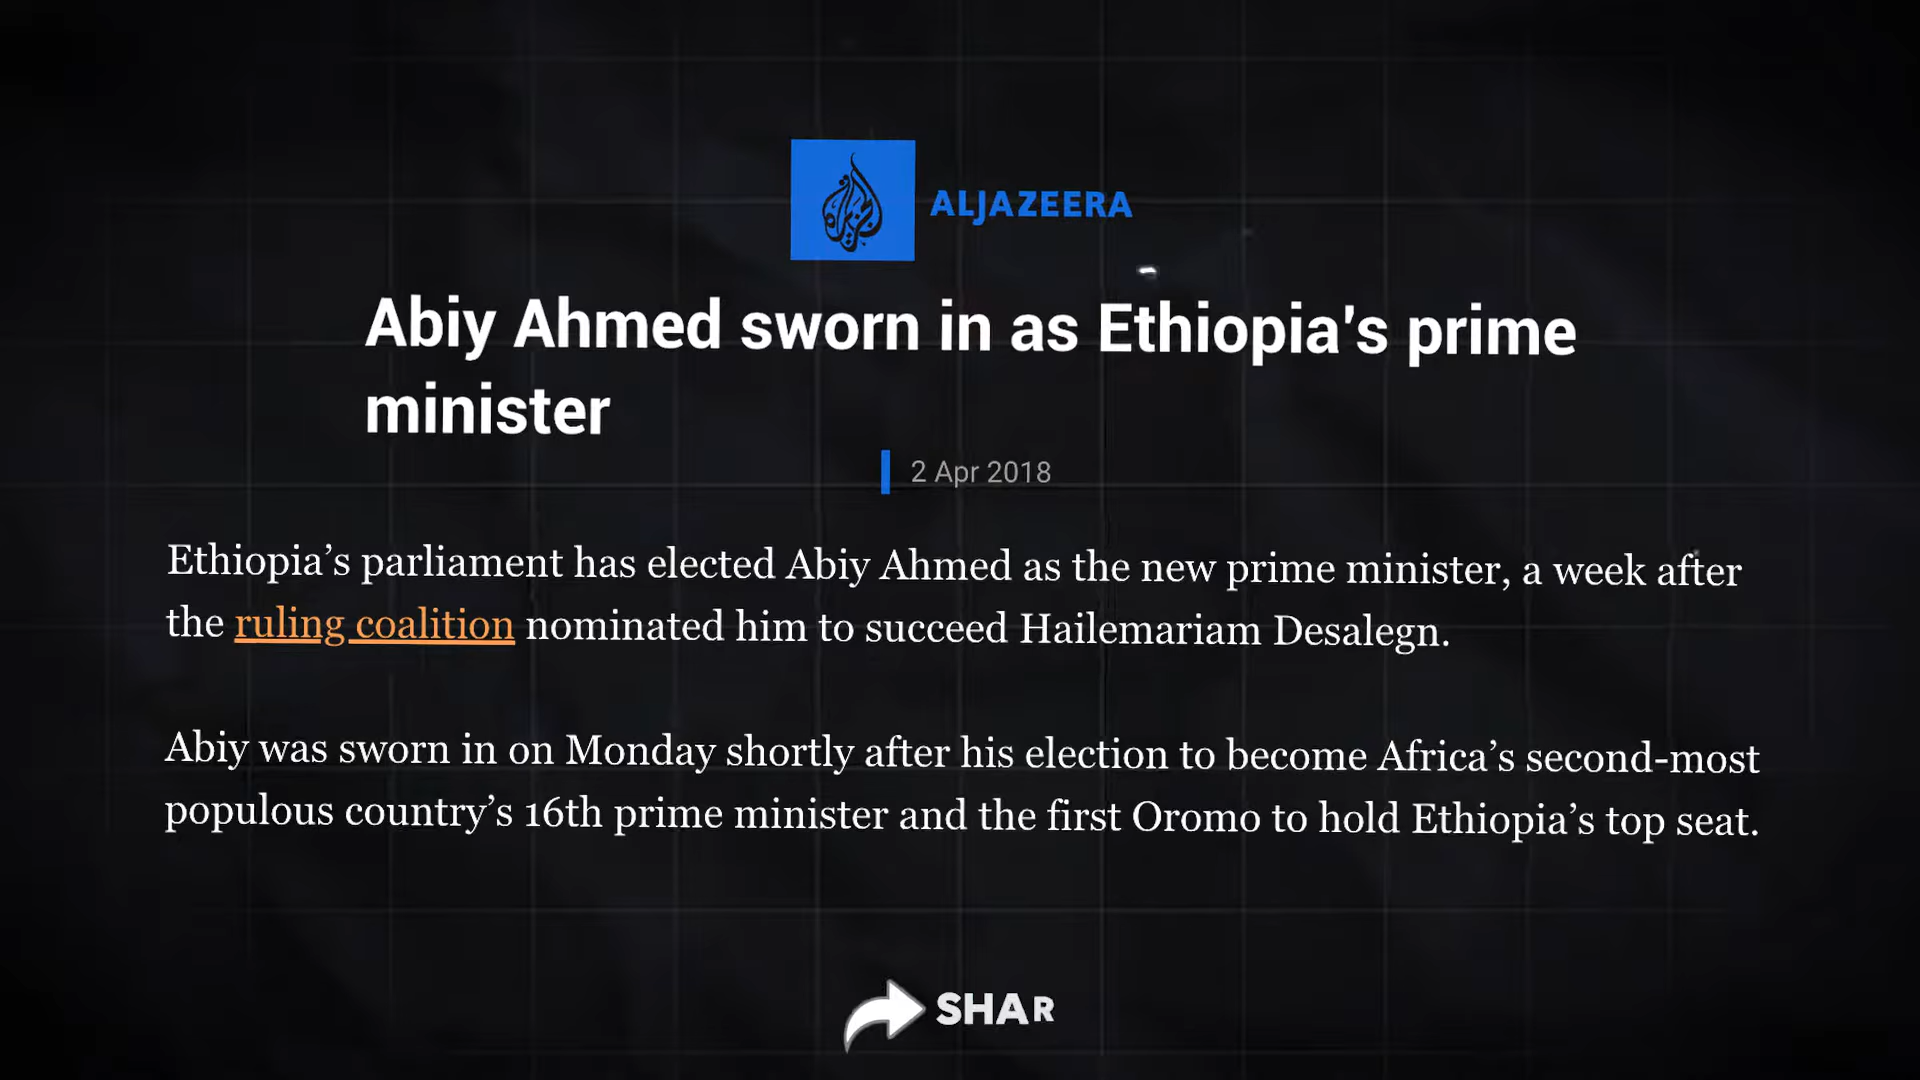 ALJAZEERA
Abiy Ahmed sworn in as Ethiopia's prime
minister
2 Apr 2018
Ethiopia’s parliament has elected Abiy Ahmed as the new prime minister, a week after
the ruling coalition nominated him to succeed Hailemariam Desalegn.
Abiy was sworn in on Monday shortly after his election to become Africa’s second-most
populous country’s 16th prime minister and the first Oromo to hold Ethiopia’s top seat.
SHAR